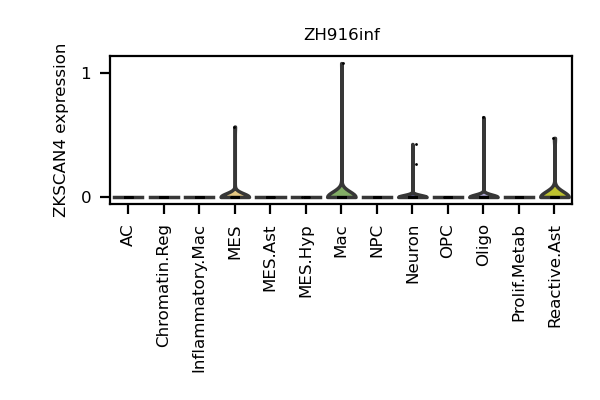 ZH916inf
ZKSCAN4 expression
1
0
AC
Chromatin.Reg
Inflammatory.Mac
MES
MES.Ast
MES.Hyp
Mac
NPC
Neuron
OPC
Oligo
Prolif.Metab
Reactive.Ast